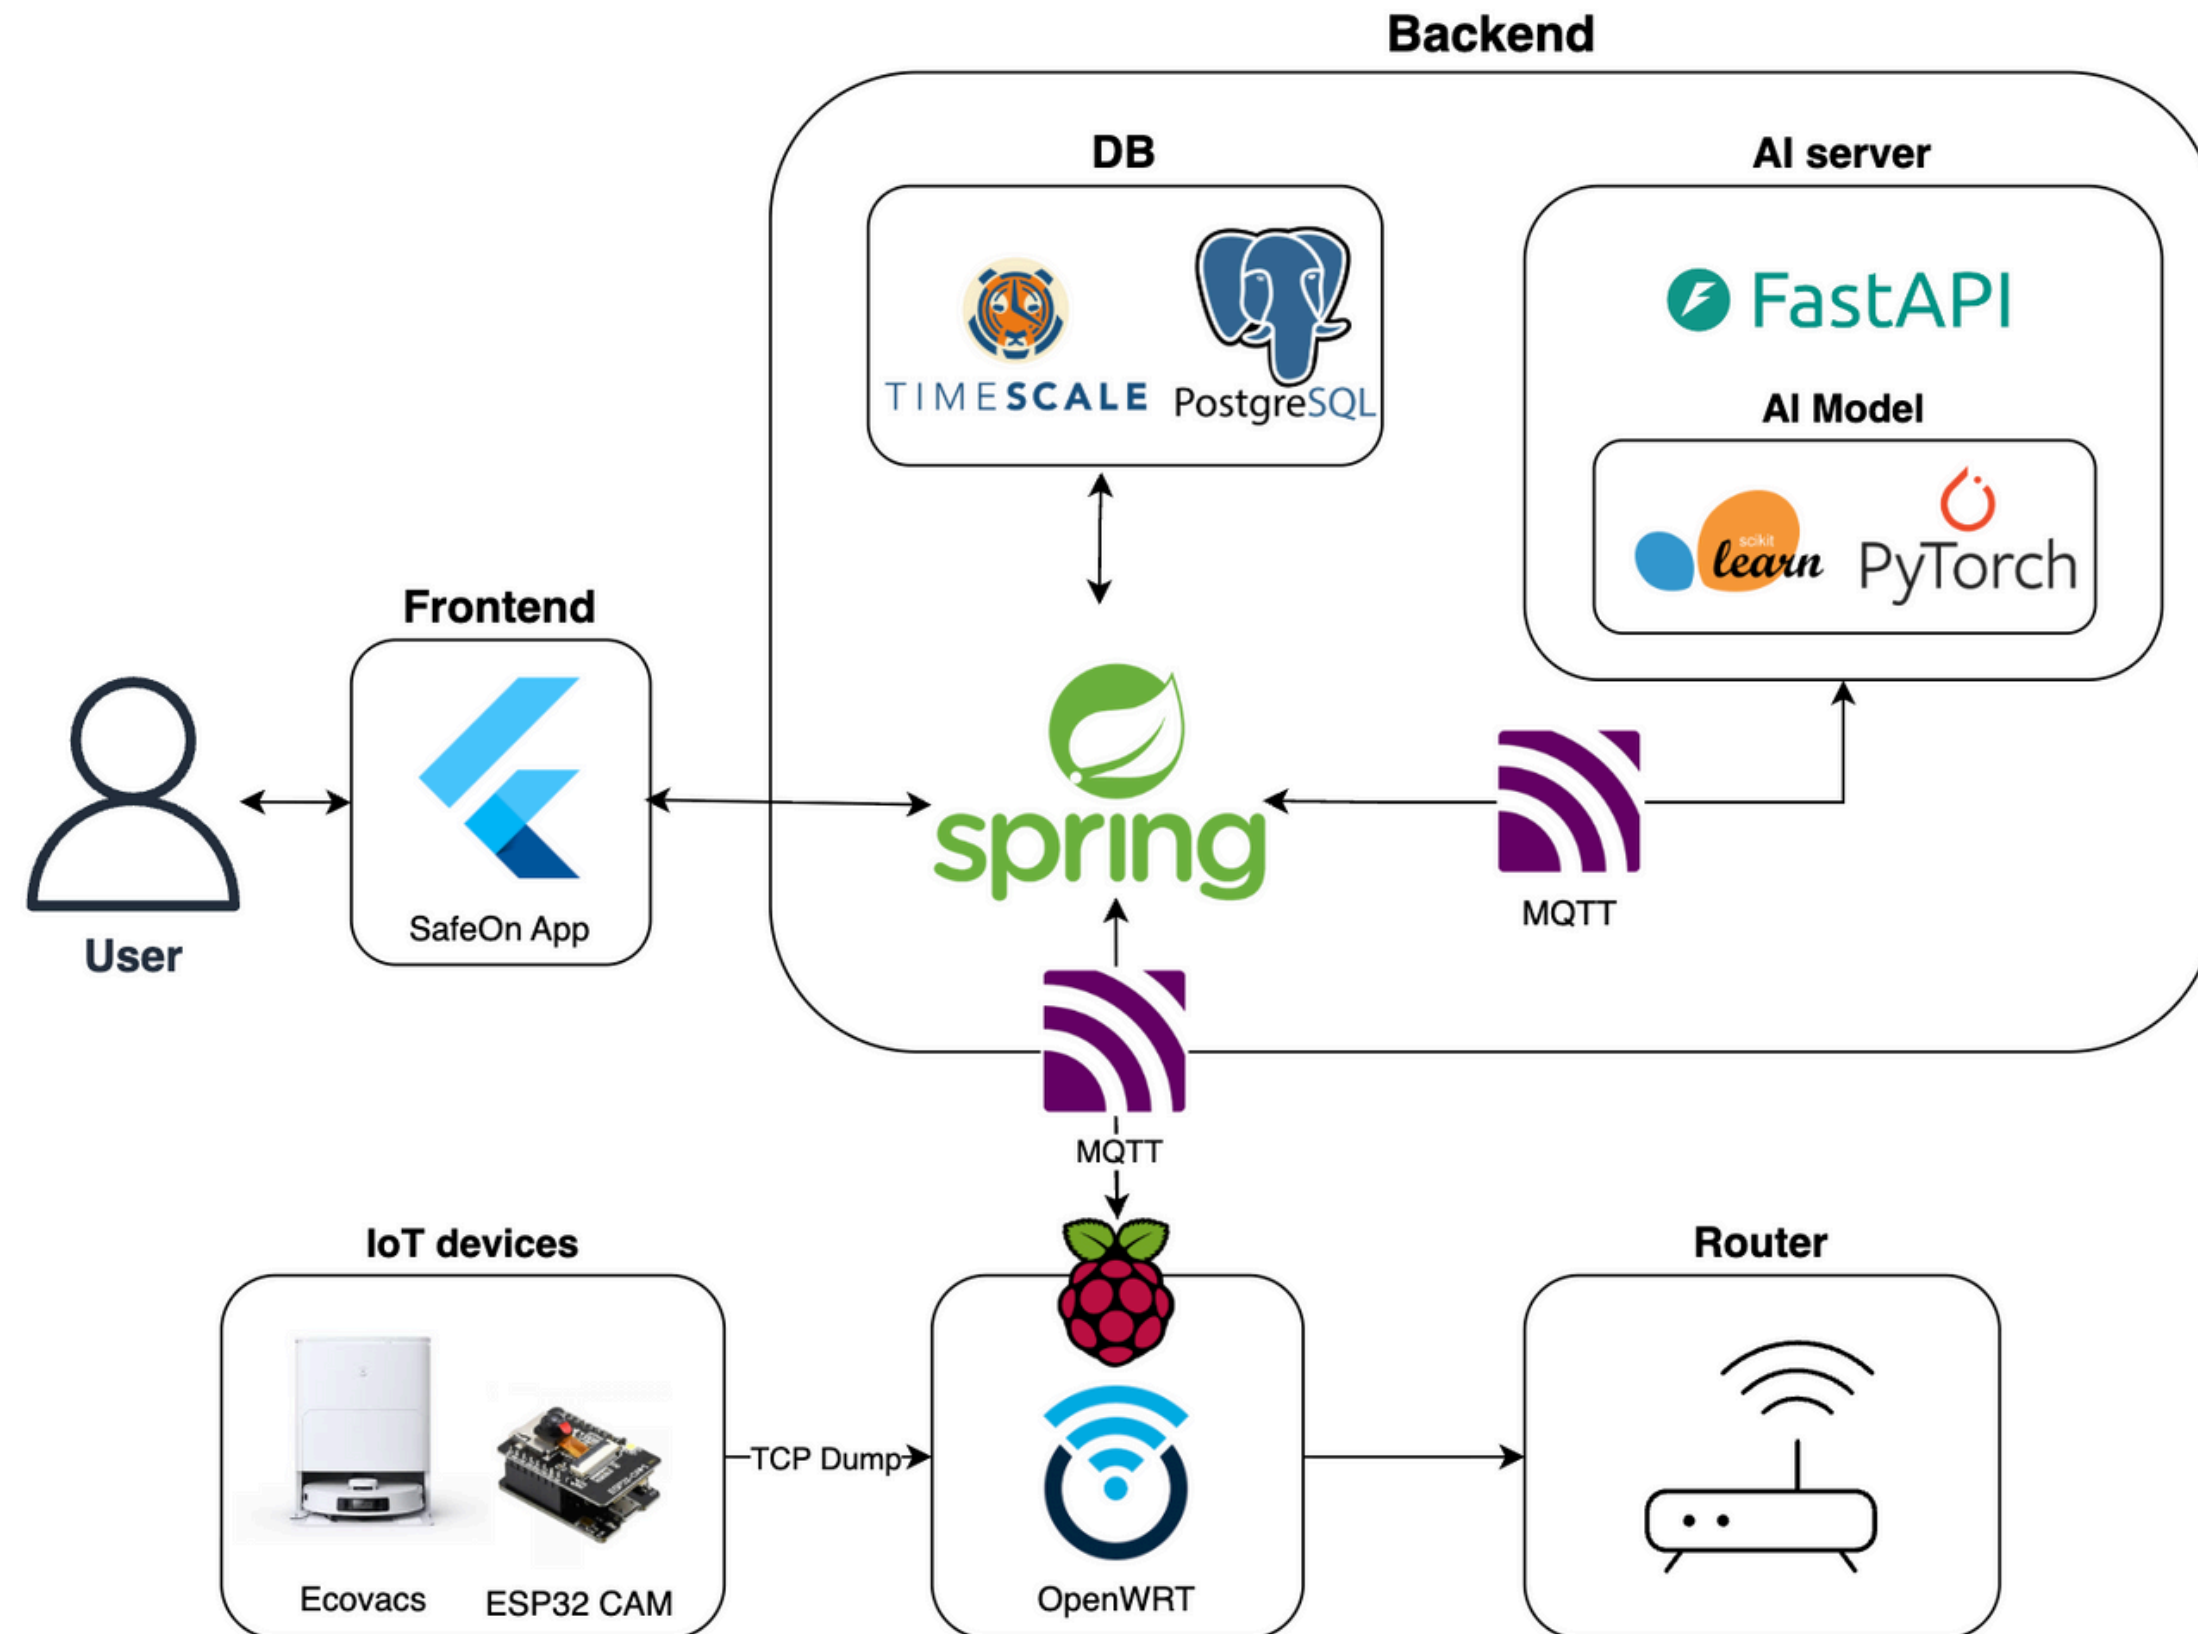 Backend
DB
AI server
TIMESCALE
PostgreSQL
FastAPI
AI Model
scikit
learn
PyTorch
Frontend
SafeOn App
User
spring
MQTT
MQTT
IoT devices
Router
TCP Dump
Ecovacs
ESP32 CAM
OpenWRT